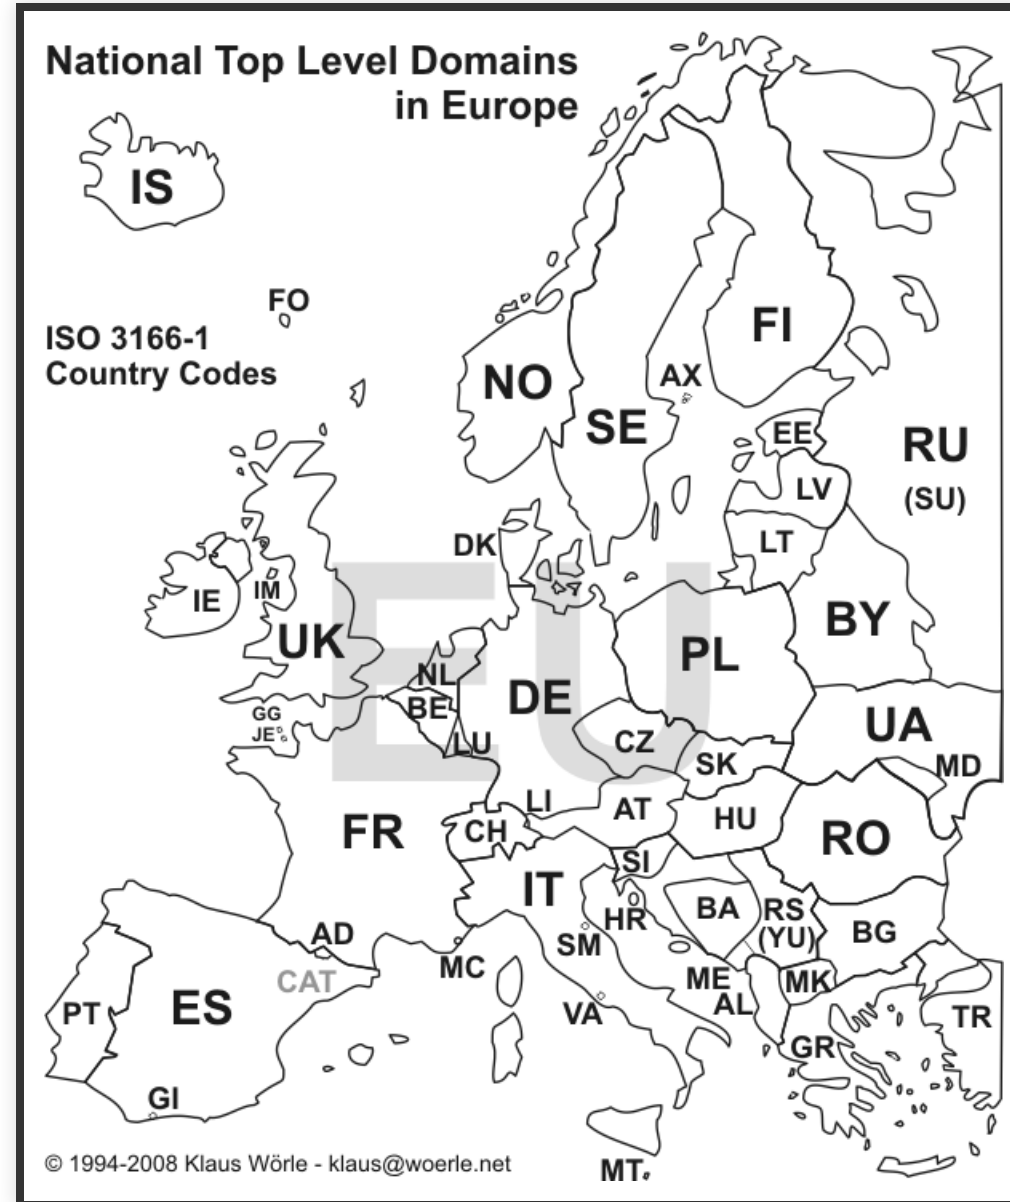 National Top Level Domains
in Europe
IS
FO
ISO 3166-1
Country Codes
NO
FI
AX
SE
EE
RU
(SU)
LV
LT
DK
IE
IM
UK
BY
EU
PL
NL
DE
BE
GG
JE
LU
CZ
UA
SK
MD
LI
AT
HU
CH
FR
RO
SI
IT
HR
BA
RS
(YU)
BG
AD
SM
MC
CAT
ME
MK
AL
PT
ES
VA
TR
GR
GI
MT
© 1994-2008 Klaus Wörle - klaus@woerle.net